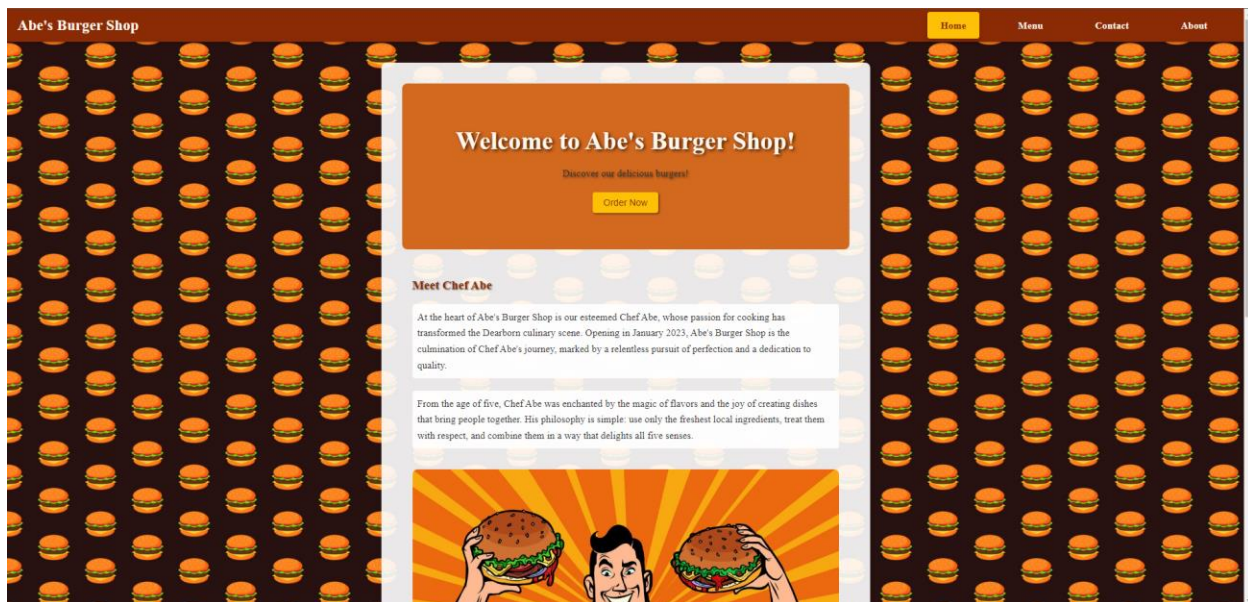 Abe's Burger Shop
Home
Menu
Contact
About
Welcome to Abe's Burger Shop!
Discover our delicious burgers!
Order Now
Meet Chef Abe
At the heart of Abe's Burger Shop is our esteemed Chef Abe, whose passion for cooking has
transformed the Dearborn culinary scene. Opening in January 2023, Abe's Burger Shop is the
culmination of Chef Abe's journey, marked by a relentless pursuit of perfection and a dedication to
quality.
From the age of five, Chef Abe was enchanted by the magic of flavors and the joy of creating dishes
that bring people together. His philosophy is simple: use only the freshest local ingredients, treat them
with respect, and combine them in a way that delights all five senses.